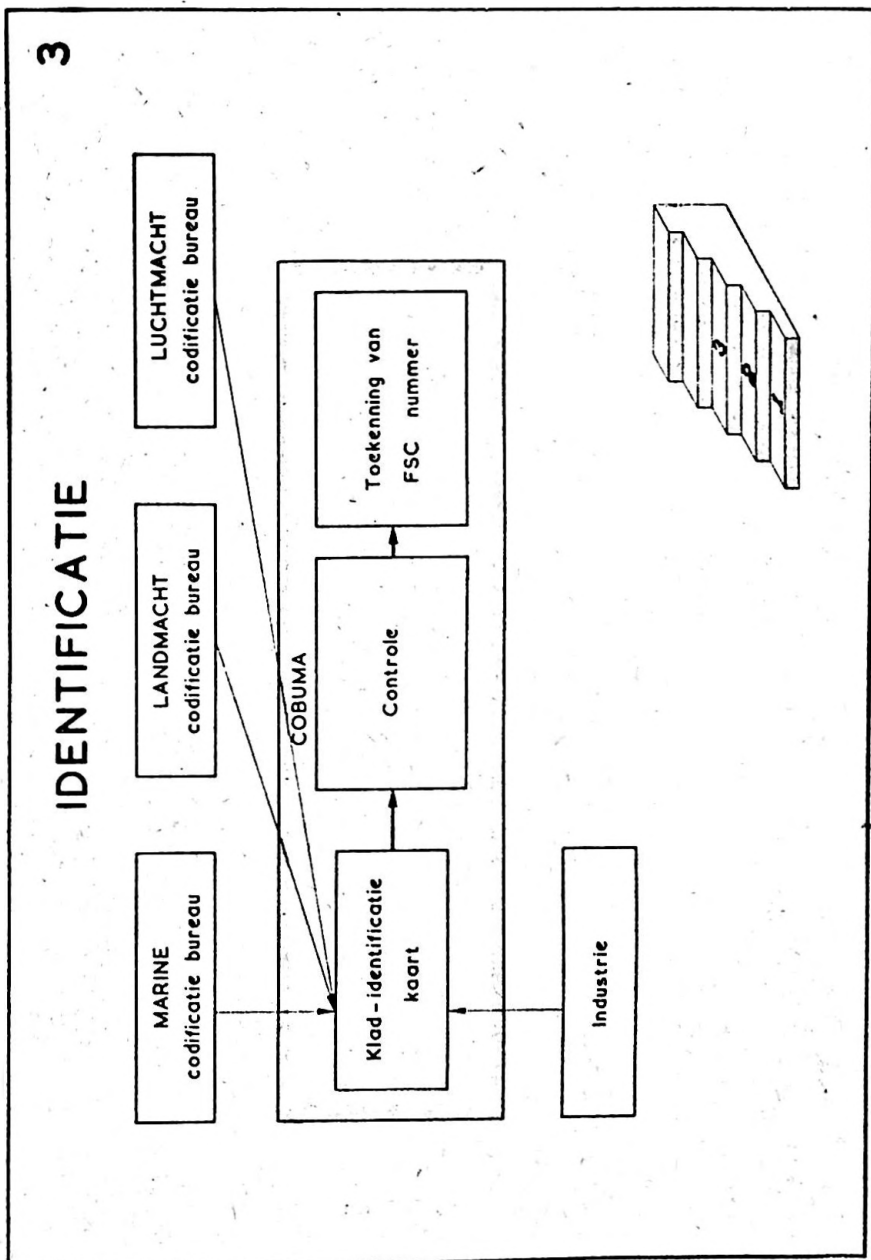 3
IDENTIFICATIE
MARINE
codificatie bureau
LANDMACHT
codificatie bureau
LUCHTMACHT
codificatie bureau
COBUMA
Klad-identificatie
kaart
Controle
Toekenning van
FSC nummer
Industrie
3
2
1